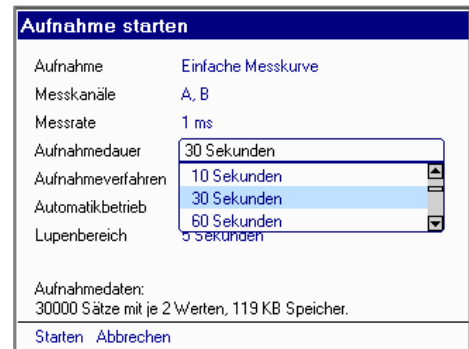 Aufnahme starten
Aufnahme Einfache Messkurve
Messkanäle A, B
Messrate 1 ms
Aufnahmedauer 30 Sekunden
Aufnahmeverfahren 10 Sekunden
30 Sekunden
Automatikbetrieb
60 Sekunden
Lupenbereich 5 Sekunden
Aufnahmedaten:
30000 Sätze mit je 2 Werten, 119 KB Speicher.
Starten Abbrechen